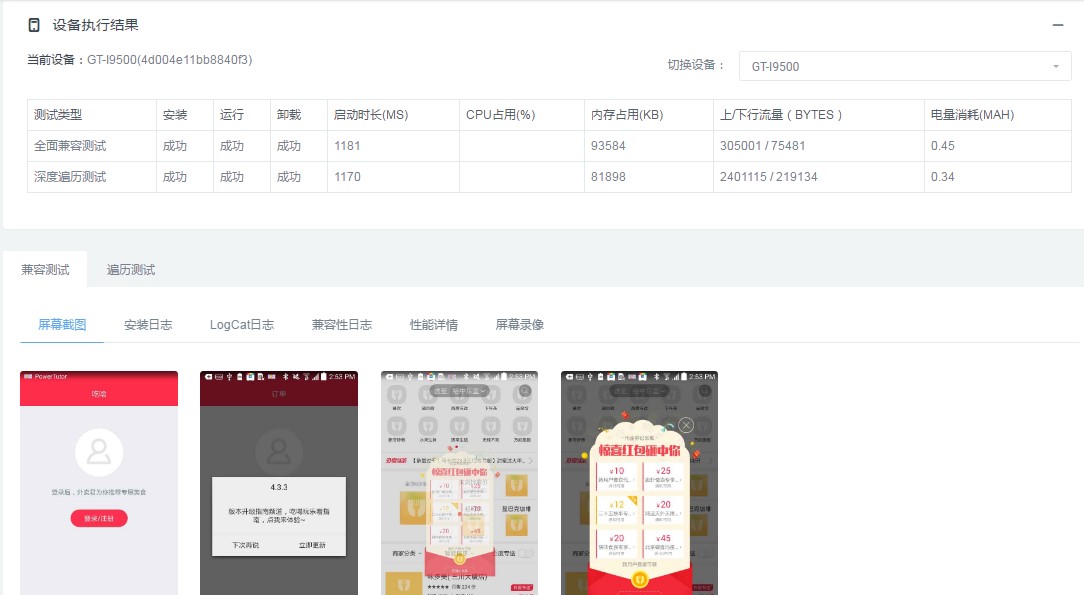 设备执行结果
当前设备：GT-I9500(4d004e11bb8840f3)
切换设备： GT-I9500
测试类型 安装 运行 卸载 启动时长(MS) CPU占用(%) 内存占用(KB) 上/下行流量（BYTES） 电量消耗(MAH)
全面兼容测试 成功 成功 成功 1181 93584 305001 / 75481 0.45
深度遍历测试 成功 成功 成功 1170 81898 2401115 / 219134 0.34
兼容测试 遍历测试
屏幕截图 安装日志 LogCat日志 兼容性日志 性能详情 屏幕录像
PowerTutor
吃啥
登录/注册
2:53 PM
订单
4.3.3
下次再说 立即更新
2:53 PM
惊喜红包砸中你
商家分类
2:53 PM
惊喜红包砸中你
¥10 ¥25
¥12 ¥20
¥20 ¥45